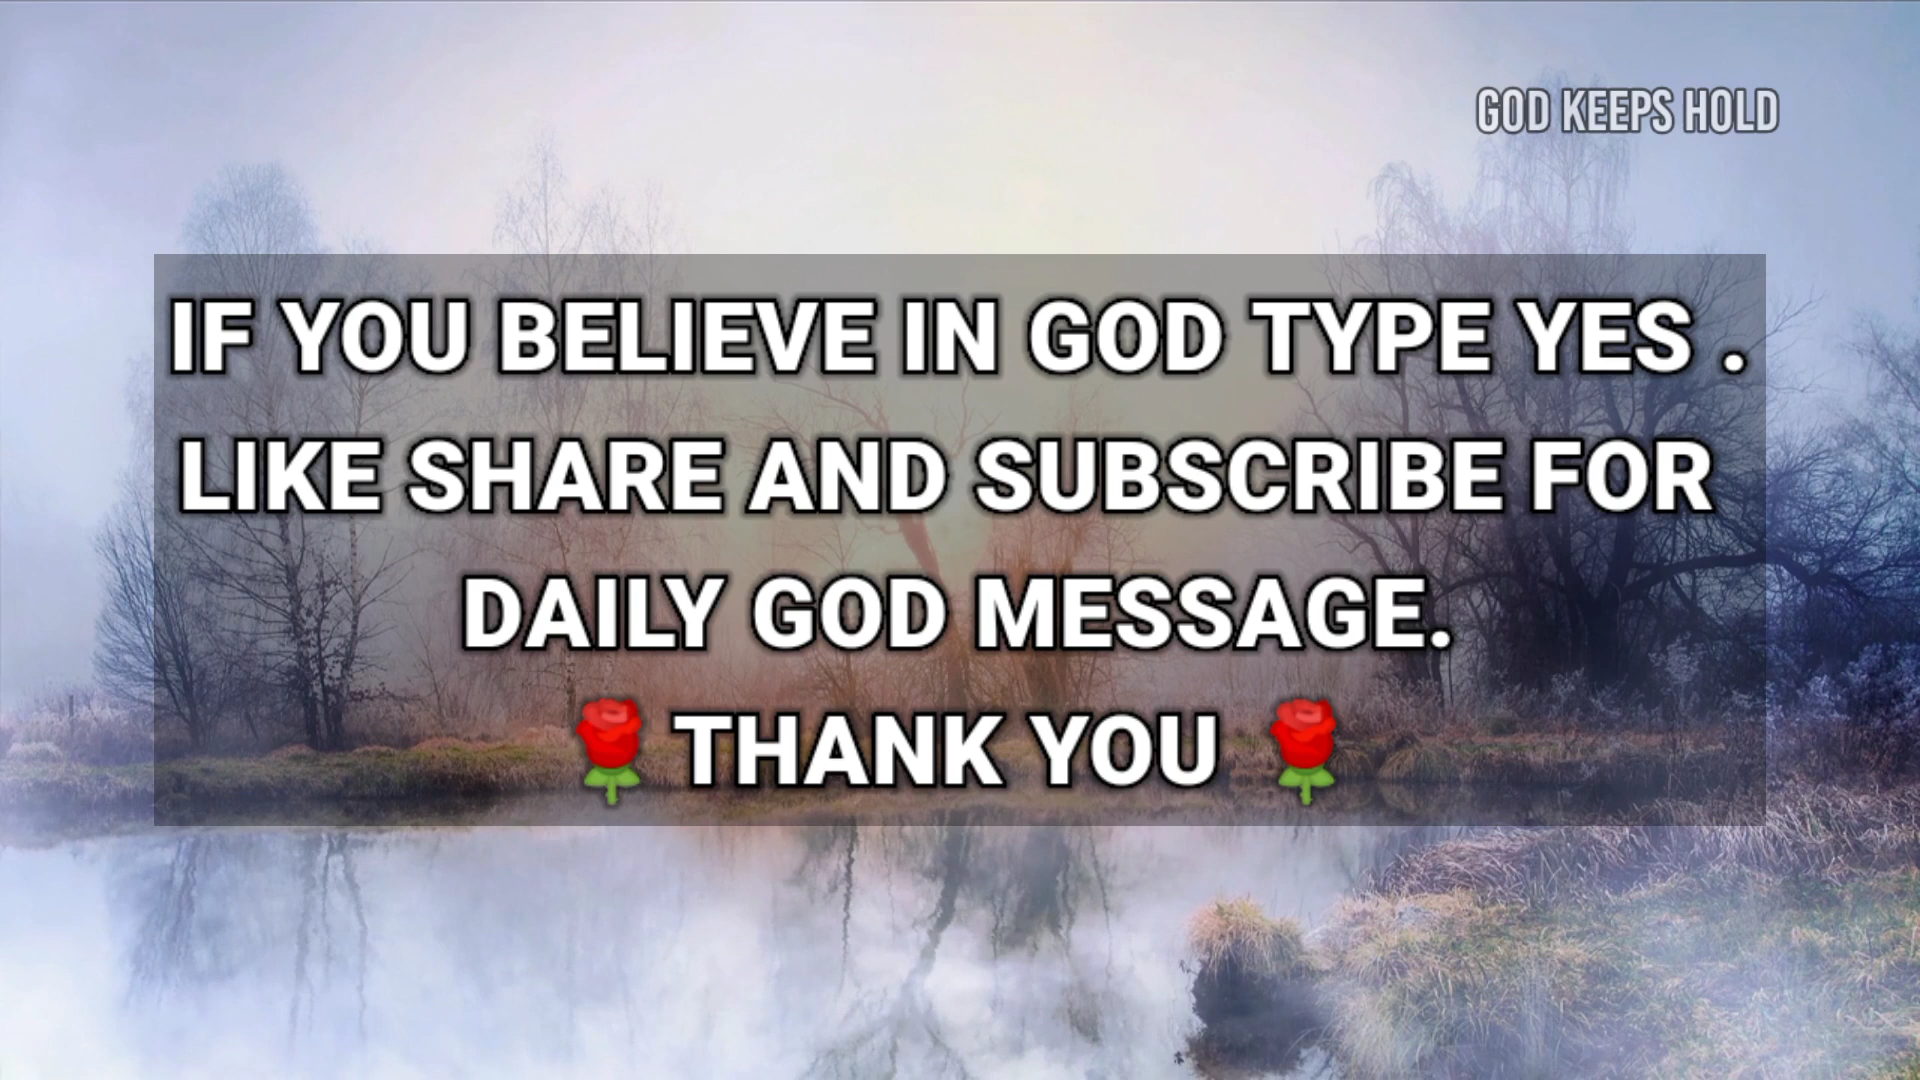 GOD KEEPS HOLD
IF YOU BELIEVE IN GOD TYPE YES .
LIKE SHARE AND SUBSCRIBE FOR
DAILY GOD MESSAGE.
🌹 THANK YOU 🌹